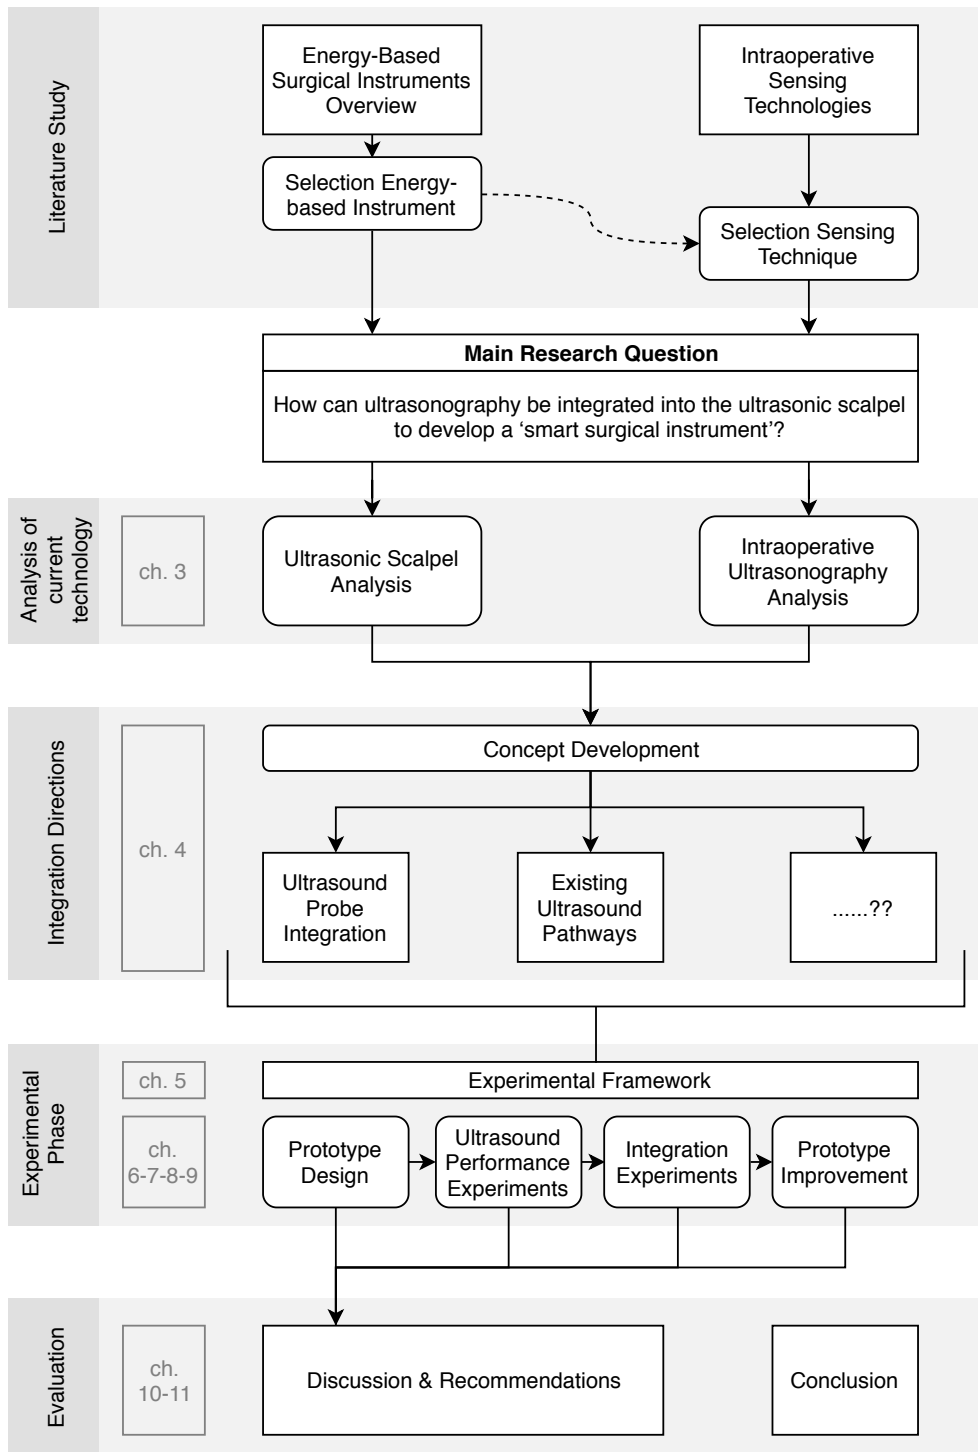 Literature Study
Energy-Based
Surgical Instruments
Overview
Intraoperative
Sensing
Technologies
Selection Energy-
based Instrument
Selection Sensing
Technique
Main Research Question
How can ultrasonography be integrated into the ultrasonic scalpel
to develop a ‘smart surgical instrument’?
Analysis of
current
technology
ch. 3
Ultrasonic Scalpel
Analysis
Intraoperative
Ultrasonography
Analysis
Integration Directions
ch. 4
Concept Development
Ultrasound
Probe
Integration
Existing
Ultrasound
Pathways
......??
Experimental
Phase
ch. 5
Experimental Framework
ch.
6-7-8-9
Prototype
Design
Ultrasound
Performance
Experiments
Integration
Experiments
Prototype
Improvement
Evaluation
ch.
10-11
Discussion & Recommendations
Conclusion